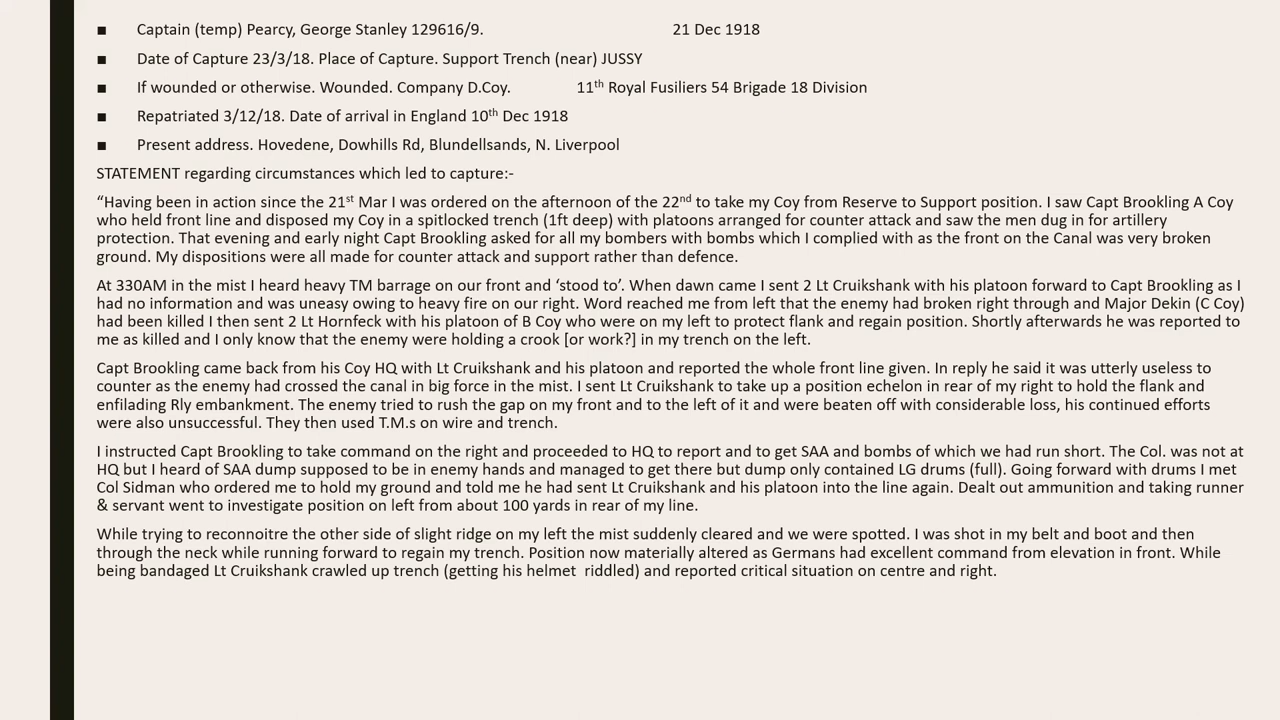 ■ Captain (temp) Pearcy, George Stanley 129616/9. 21 Dec 1918
■ Date of Capture 23/3/18. Place of Capture. Support Trench (near) JUSSY
■ If wounded or otherwise. Wounded. Company D.Coy. 11th Royal Fusiliers 54 Brigade 18 Division
■ Repatriated 3/12/18. Date of arrival in England 10th Dec 1918
■ Present address. Hovedene, Dowhills Rd, Blundellsands, N. Liverpool
STATEMENT regarding circumstances which led to capture:-
“Having been in action since the 21st Mar I was ordered on the afternoon of the 22nd to take my Coy from Reserve to Support position. I saw Capt Brookling A Coy
who held front line and disposed my Coy in a spitlocked trench (1ft deep) with platoons arranged for counter attack and saw the men dug in for artillery
protection. That evening and early night Capt Brookling asked for all my bombers with bombs which I complied with as the front on the Canal was very broken
ground. My dispositions were all made for counter attack and support rather than defence.
At 330AM in the mist I heard heavy TM barrage on our front and ‘stood to’. When dawn came I sent 2 Lt Cruikshank with his platoon forward to Capt Brookling as I
had no information and was uneasy owing to heavy fire on our right. Word reached me from left that the enemy had broken right through and Major Dekin (C Coy)
had been killed I then sent 2 Lt Hornfeck with his platoon of B Coy who were on my left to protect flank and regain position. Shortly afterwards he was reported to
me as killed and I only know that the enemy were holding a crook [or work?] in my trench on the left.
Capt Brookling came back from his Coy HQ with Lt Cruikshank and his platoon and reported the whole front line given. In reply he said it was utterly useless to
counter as the enemy had crossed the canal in big force in the mist. I sent Lt Cruikshank to take up a position echelon in rear of my right to hold the flank and
enfilading Rly embankment. The enemy tried to rush the gap on my front and to the left of it and were beaten off with considerable loss, his continued efforts
were also unsuccessful. They then used T.M.s on wire and trench.
I instructed Capt Brookling to take command on the right and proceeded to HQ to report and to get SAA and bombs of which we had run short. The Col. was not at
HQ but I heard of SAA dump supposed to be in enemy hands and managed to get there but dump only contained LG drums (full). Going forward with drums I met
Col Sidman who ordered me to hold my ground and told me he had sent Lt Cruikshank and his platoon into the line again. Dealt out ammunition and taking runner
& servant went to investigate position on left from about 100 yards in rear of my line.
While trying to reconnoitre the other side of slight ridge on my left the mist suddenly cleared and we were spotted. I was shot in my belt and boot and then
through the neck while running forward to regain my trench. Position now materially altered as Germans had excellent command from elevation in front. While
being bandaged Lt Cruikshank crawled up trench (getting his helmet riddled) and reported critical situation on centre and right.